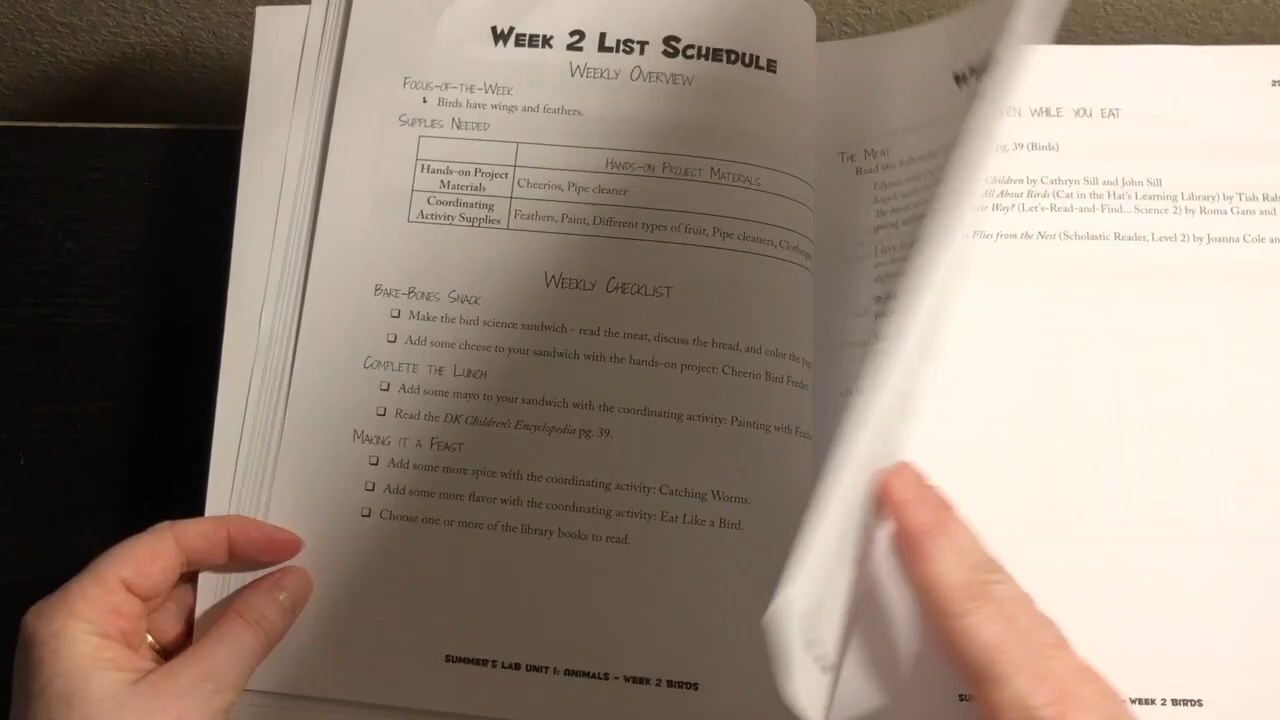 WEEK 2 LIST SCHEDULE
WEEKLY OVERVIEW
FOCUS-OF-THE-WEEK
Birds have wings and feathers.
SUPPLIES NEEDED
HANDS-ON PROJECT MATERIALS
Hands-on Project Materials
Cheerios, Pipe cleaner
Coordinating Activity Supplies
Feathers, Paint, Different types of fruit, Pipe cleaners,
WEEKLY CHECKLIST
BARE-BONES SNACK
❑ Make the bird science sandwich - read the meat, discuss the bread, and color the
❑ Add some cheese to your sandwich with the hands-on project: Cheerio Bird Feeder
COMPLETE THE LUNCH
❑ Add some mayo to your sandwich with the coordinating activity: Painting with
❑ Read the DK Children's Encyclopedia pg. 39.
MAKING IT A FEAST
❑ Add some more spice with the coordinating activity: Catching Worms.
❑ Add some more flavor with the coordinating activity: Eat Like a Bird.
❑ Choose one or more of the library books to read.
SUMMER'S LAB UNIT 1: ANIMALS - WEEK 2 BIRDS
THE MEAT
WHILE YOU EAT
pg. 39 (Birds)
Children by Cathryn Sill and John Sill
All About Birds (Cat in the Hat's Learning Library) by Tish
Way? (Let's-Read-and-Find... Science 2) by Roma Gans and
Flies from the Nest (Scholastic Reader, Level 2) by Joanna Cole
- WEEK 2 BIRDS